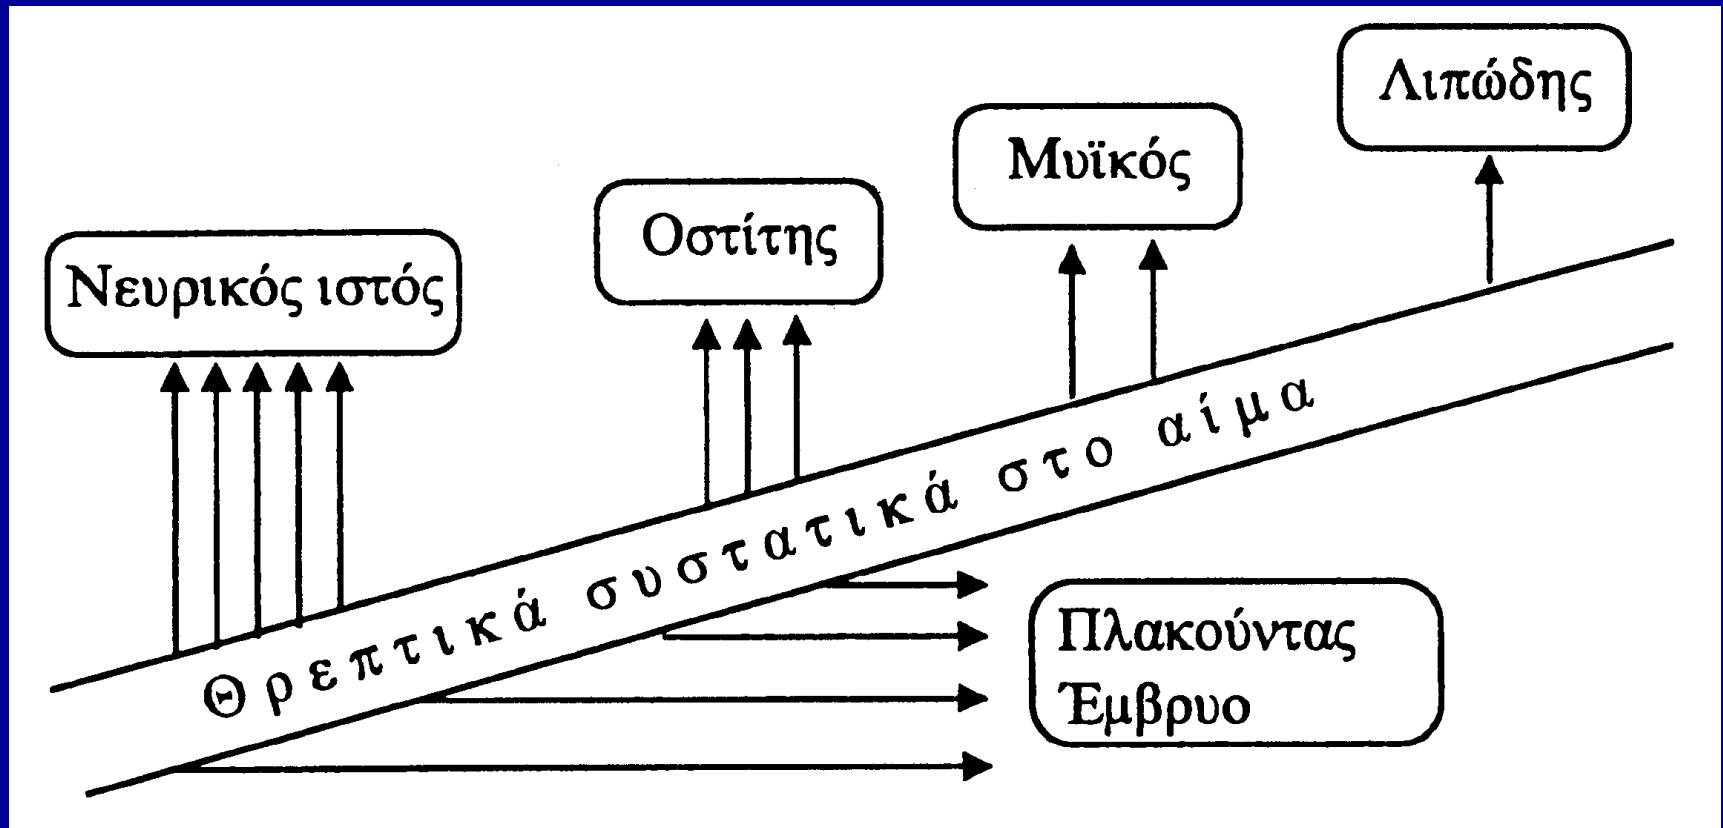 Λιπώδης
Μυϊκός
Οστίτης
Νευρικός ιστός
Θρεπτικά συστατικά στο αίμα
Πλακούντας
Έμβρυο